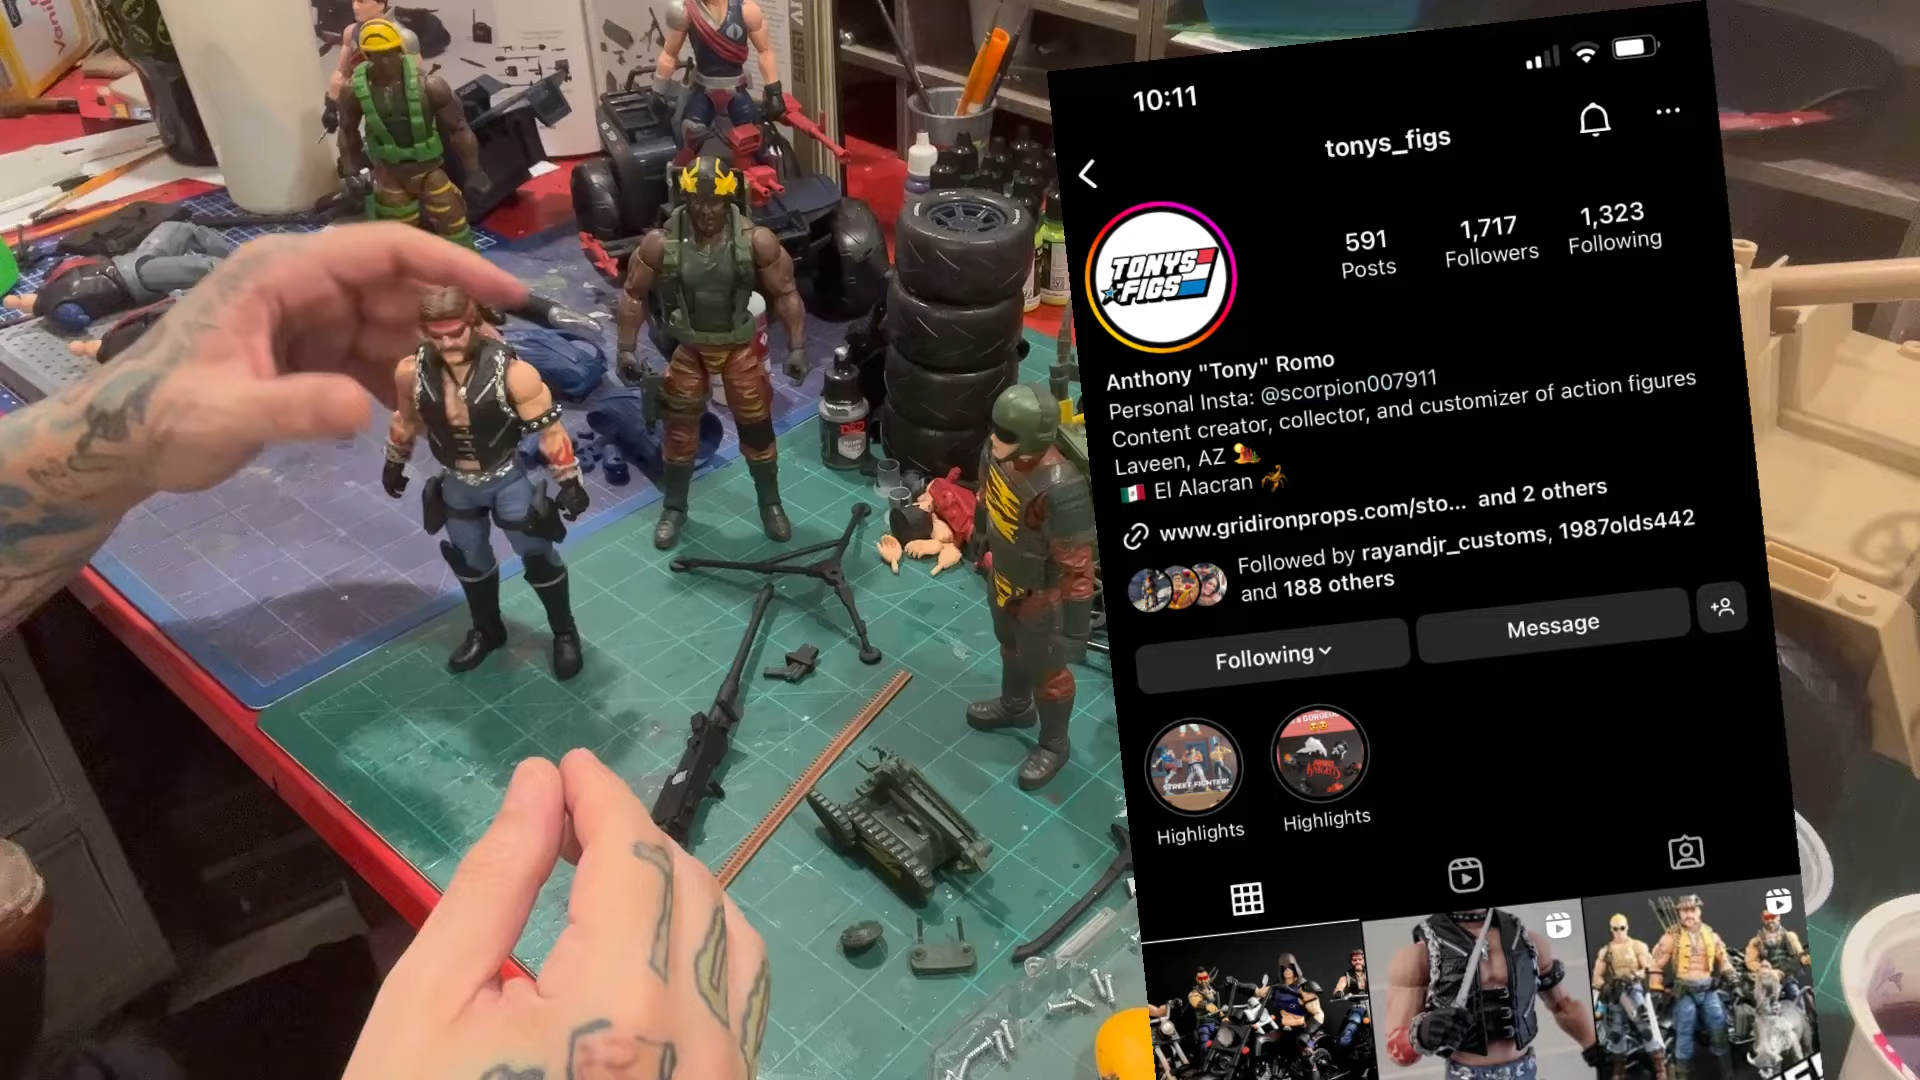 10:11
tonys_figs
TONYS
FIGS
591
Posts
1,717
Followers
1,323
Following
Anthony "Tony" Romo
Personal Insta: @scorpion007911
Content creator, collector, and customizer of action figures
Laveen, AZ
El Alacran
www.gridironprops.com/sto... and 2 others
Followed by rayandjr_customs, 1987olds442
and 188 others
Following
Message
STREET FIGHTER!
Highlights
Highlights